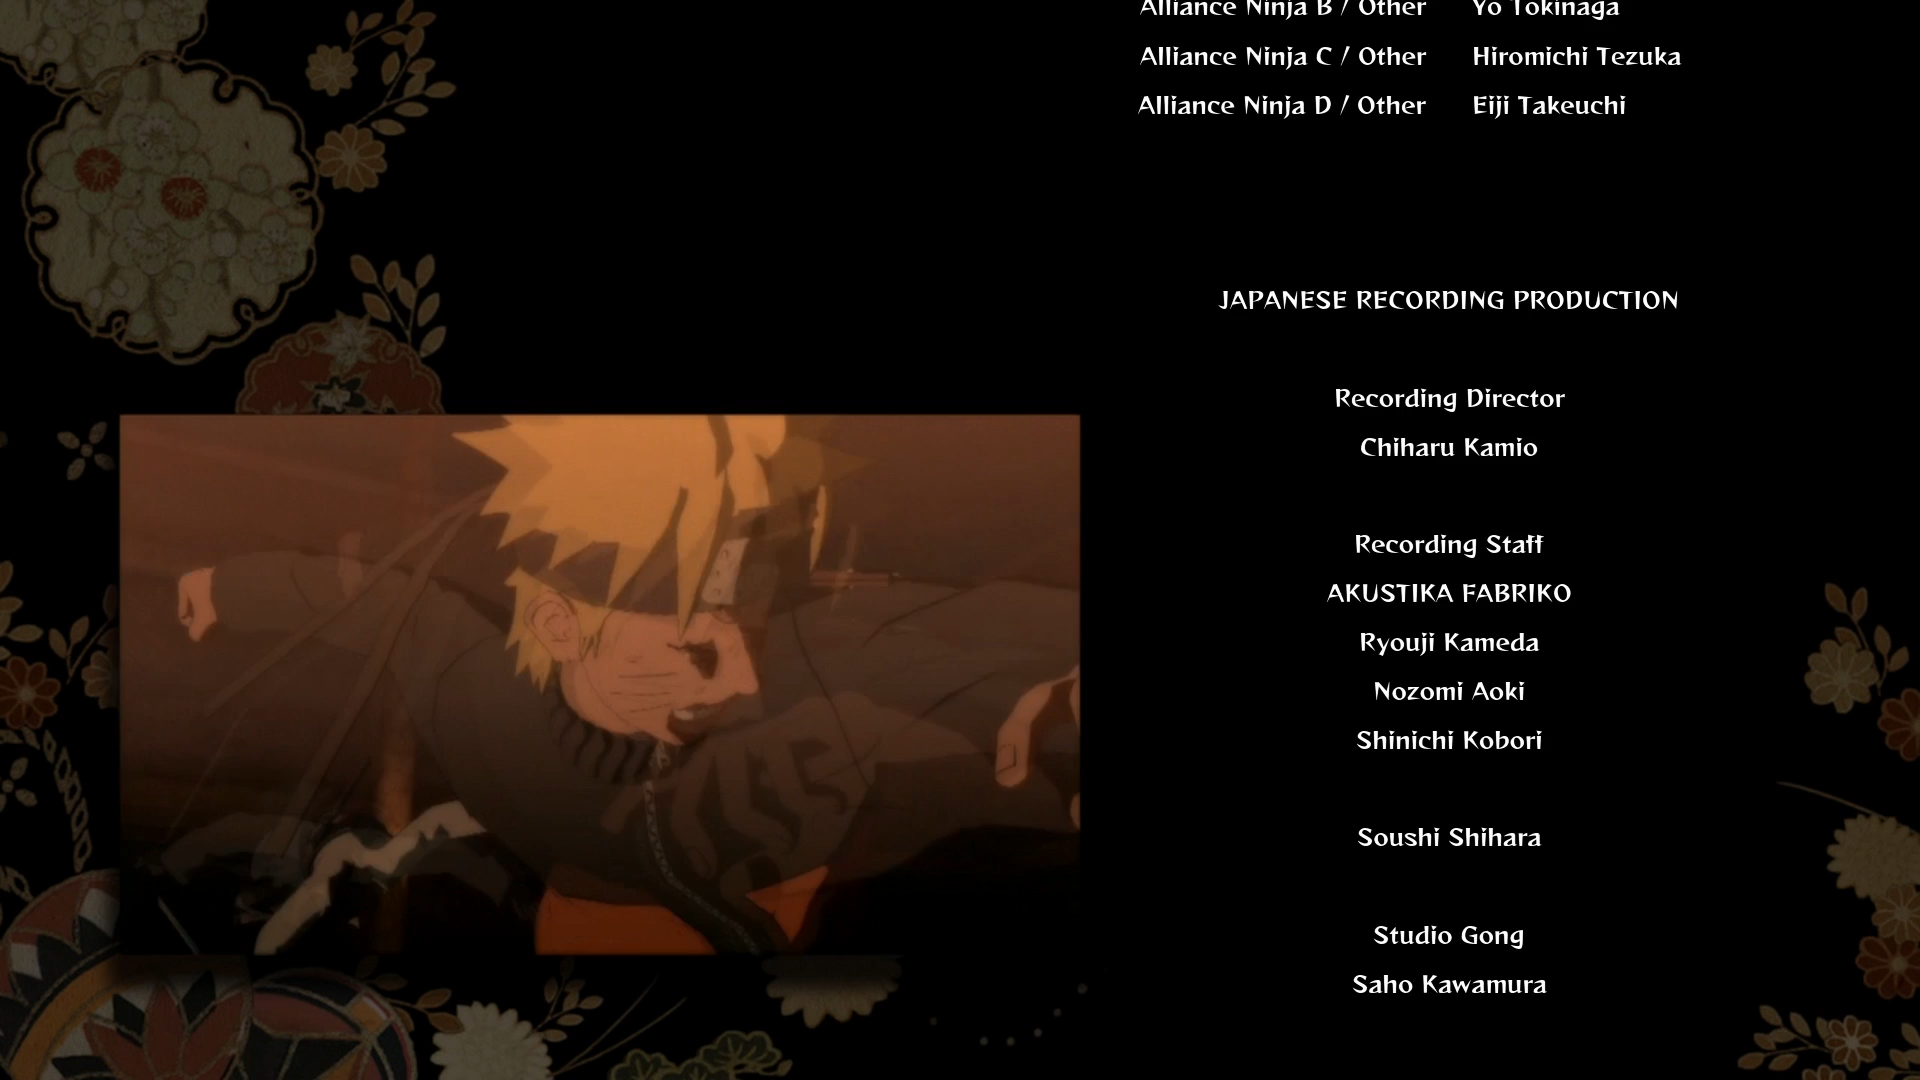 Alliance Ninja B / Other Yo Tokinaga
Alliance Ninja C / Other Hiromichi Tezuka
Alliance Ninja D / Other Eiji Takeuchi
JAPANESE RECORDING PRODUCTION
Recording Director
Chiharu Kamio
Recording Staff
AKUSTIKA FABRIKO
Ryouji Kameda
Nozomi Aoki
Shinichi Kobori
Soushi Shihara
Studio Gong
Saho Kawamura